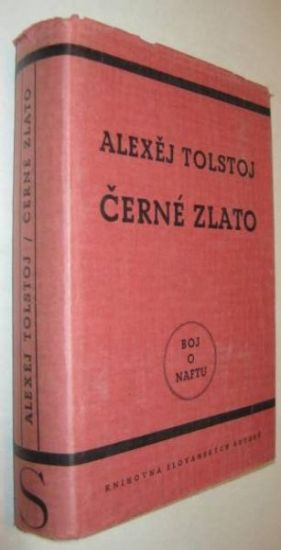 ALEXĚJ TOLSTOJ
ČERNÉ ZLATO
BOJ
O
NAFTU
KNIHOVNA SLOVANSKÝCH AUTORŮ
ALEXĚJ TOLSTOJ / ČERNÉ ZLATO
S